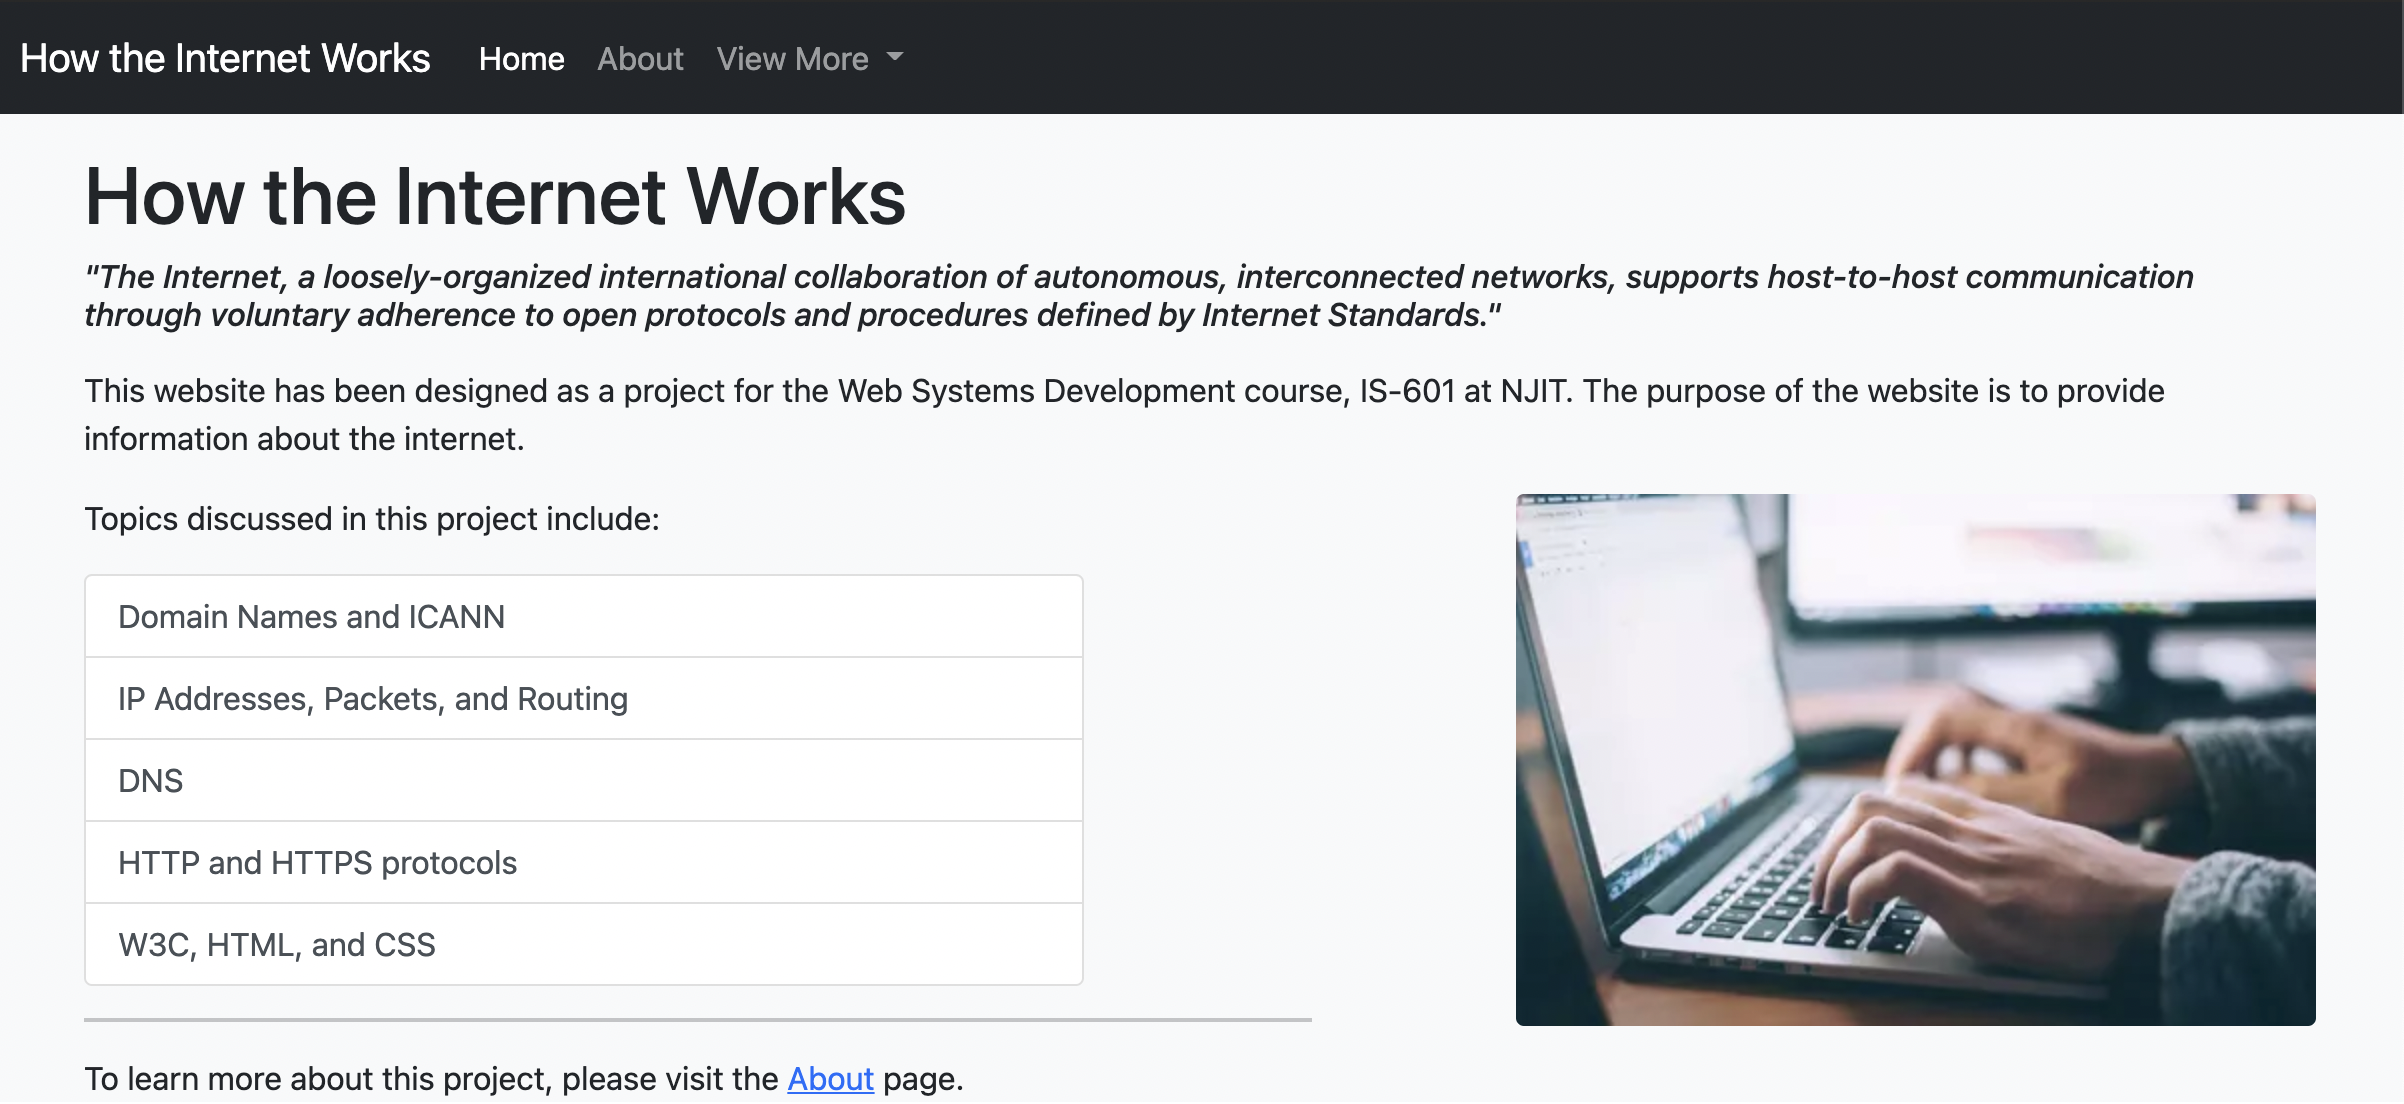 How the Internet Works Home About View More
How the Internet Works
"The Internet, a loosely-organized international collaboration of autonomous, interconnected networks, supports host-to-host communication
through voluntary adherence to open protocols and procedures defined by Internet Standards."
This website has been designed as a project for the Web Systems Development course, IS-601 at NJIT. The purpose of the website is to provide
information about the internet.
Topics discussed in this project include:
Domain Names and ICANN
IP Addresses, Packets, and Routing
DNS
HTTP and HTTPS protocols
W3C, HTML, and CSS
To learn more about this project, please visit the About page.